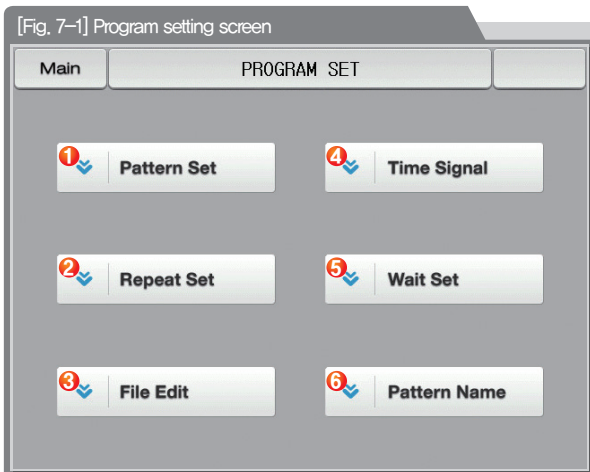 [Fig. 7-1] Program setting screen
Main PROGRAM SET
1 Pattern Set
4 Time Signal
2 Repeat Set
5 Wait Set
3 File Edit
6 Pattern Name